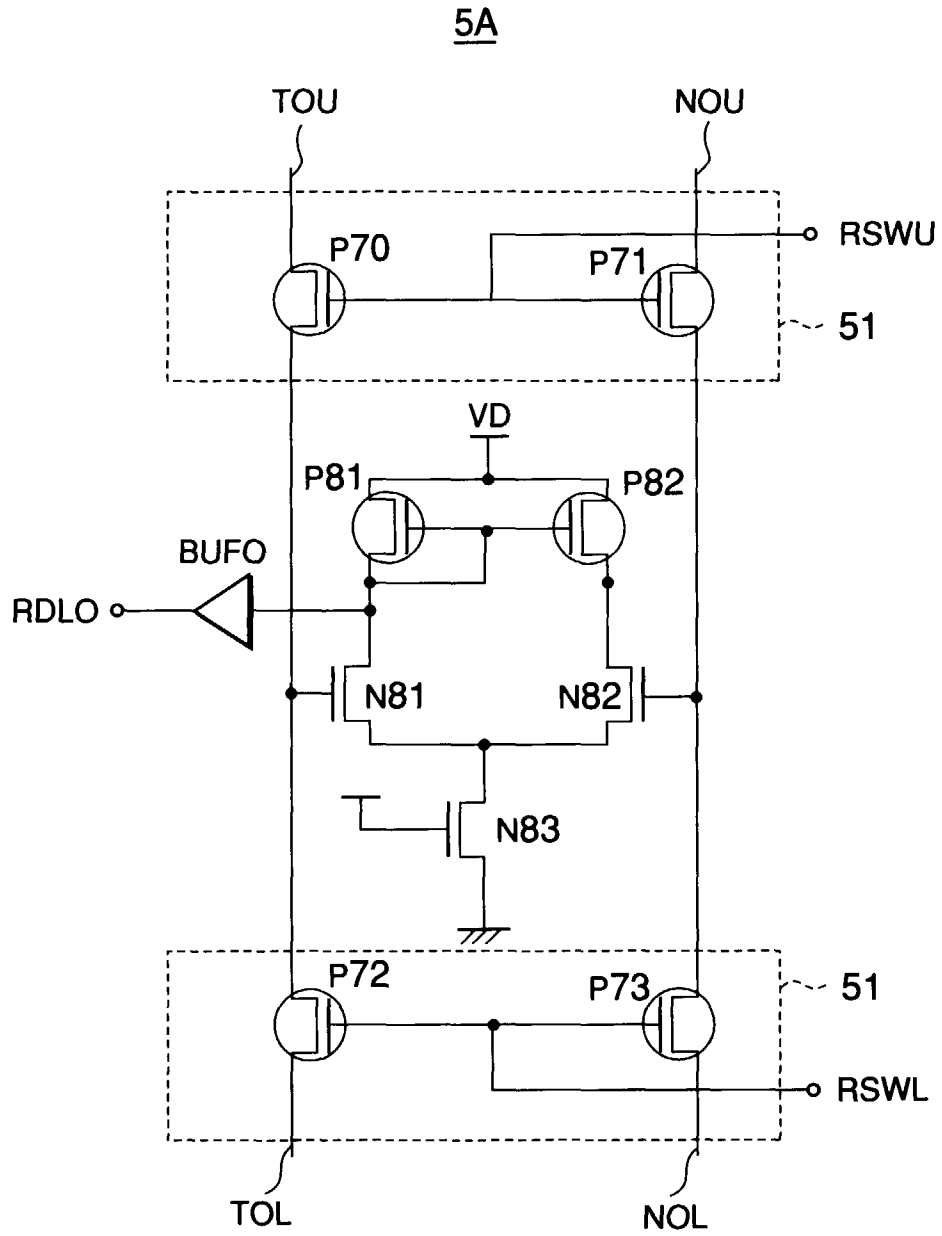 5A
TOU
NOU
RSWU
P70
P71
51
VD
P81
P82
BUFO
RDLO
N81
N82
N83
P72
P73
51
RSWL
TOL
NOL